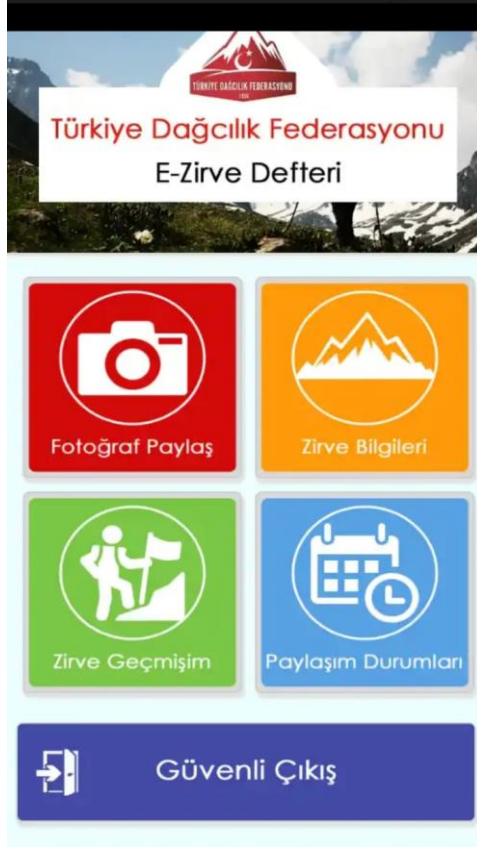 TÜRKİYE DAĞCILIK FEDERASYONU
Türkiye Dağcılık Federasyonu
E-Zirve Defteri
Fotoğraf Paylaş
Zirve Bilgileri
Zirve Geçmişim
Paylaşım Durumları
Güvenli Çıkış